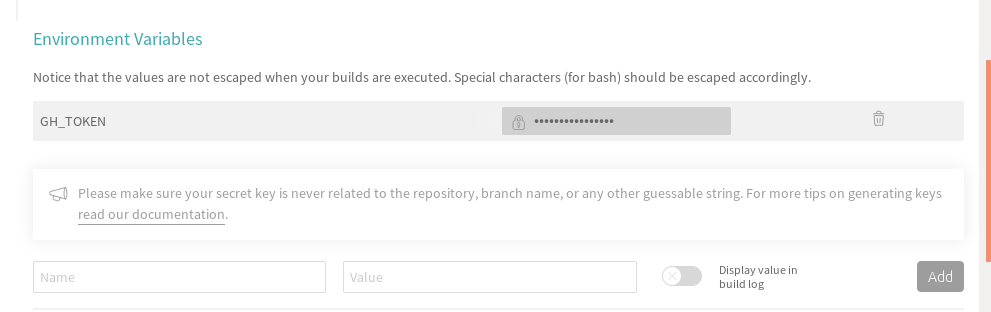 Environment Variables
Notice that the values are not escaped when your builds are executed. Special characters (for bash) should be escaped accordingly.
GH_TOKEN ••••••••••••••••
Please make sure your secret key is never related to the repository, branch name, or any other guessable string. For more tips on generating keys
read our documentation.
Name Value Display value in
build log
Add